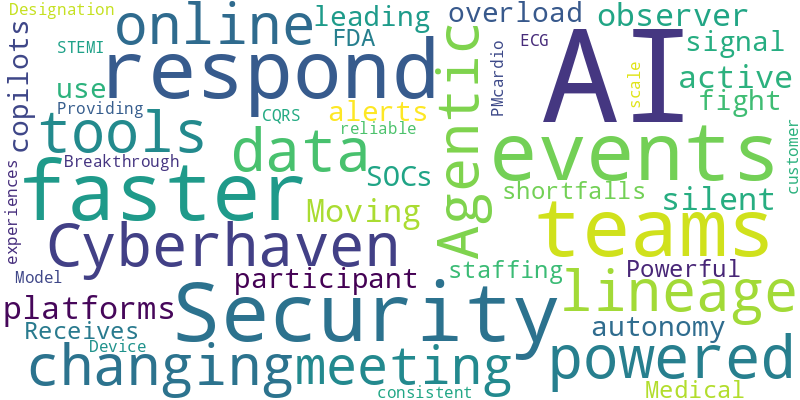 Designation
online
leading
overload
observer
copilots
STEMI
respond
FDA
Agentic
ECG
AI
signal
use
PMcardio
scale
active
Providing
CQRS
alerts
fight
tools
reliable
data
events
customer
Breakthrough
SOCs
experiences
faster
Moving
shortfalls
silent
Cyberhaven
teams
Model
participant
staffing
Powerful
platforms
Security
lineage
Receives
autonomy
Device
changing
meeting
powered
consistent
Medical